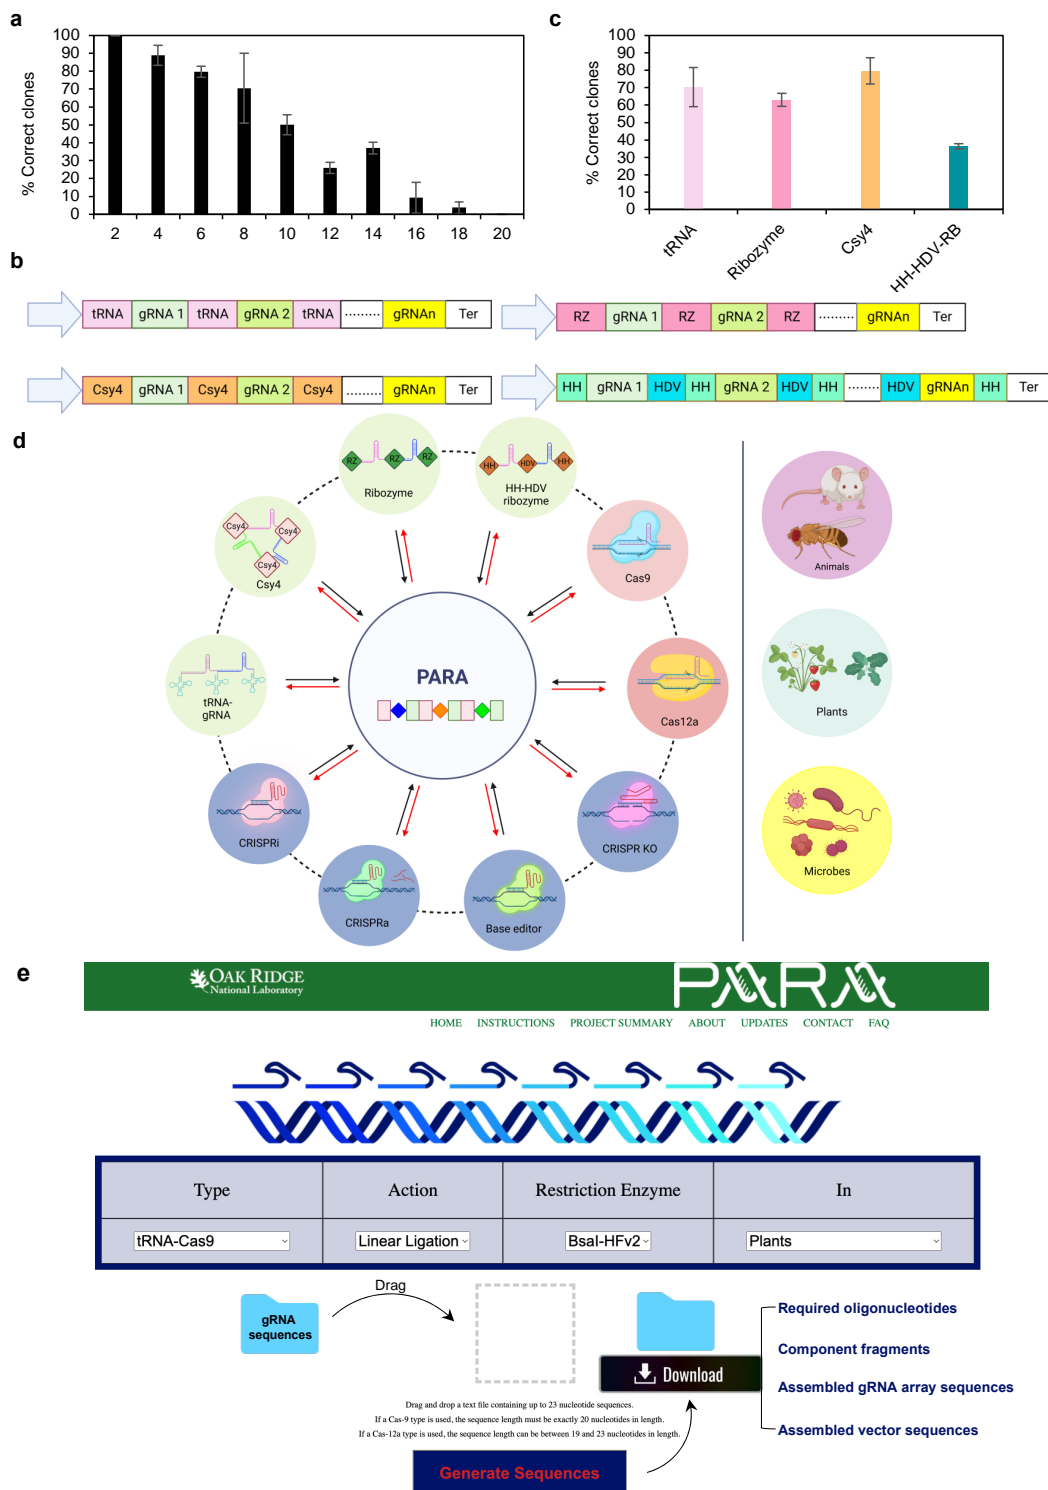 a
% Correct clones
100
90
80
70
60
50
40
30
20
10
0
2 4 6 8 10 12 14 16 18 20
c
% Correct clones
100
90
80
70
60
50
40
30
20
10
0
tRNA Ribozyme Csy4 HH-HDV-RB
b
tRNA gRNA 1 tRNA gRNA 2 tRNA ········ gRNAn Ter
RZ gRNA 1 RZ gRNA 2 RZ ········ gRNAn Ter
Csy4 gRNA 1 Csy4 gRNA 2 Csy4 ········ gRNAn Ter
HH gRNA 1 HDV HH gRNA 2 HDV HH ······ HDV gRNAn HH Ter
d
RZ RZ RZ
Ribozyme
HH HDV HH
HH-HDV
ribozyme
Csy4 Csy4
Csy4
Csy4
Cas9
tRNA-
gRNA
PARA
Cas12a
CRISPRi
CRISPR KO
CRISPRa
Base editor
Animals
Plants
Microbes
e
OAK RIDGE
National Laboratory
PARA
HOME INSTRUCTIONS PROJECT SUMMARY ABOUT UPDATES CONTACT FAQ
Type Action Restriction Enzyme In
tRNA-Cas9 Linear Ligation BsaI-HFv2 Plants
Drag
gRNA
sequences
Download
Required oligonucleotides
Component fragments
Assembled gRNA array sequences
Assembled vector sequences
Drag and drop a text file containing up to 23 nucleotide sequences.
If a Cas-9 type is used, the sequence length must be exactly 20 nucleotides in length.
If a Cas-12a type is used, the sequence length can be between 19 and 23 nucleotides in length.
Generate Sequences